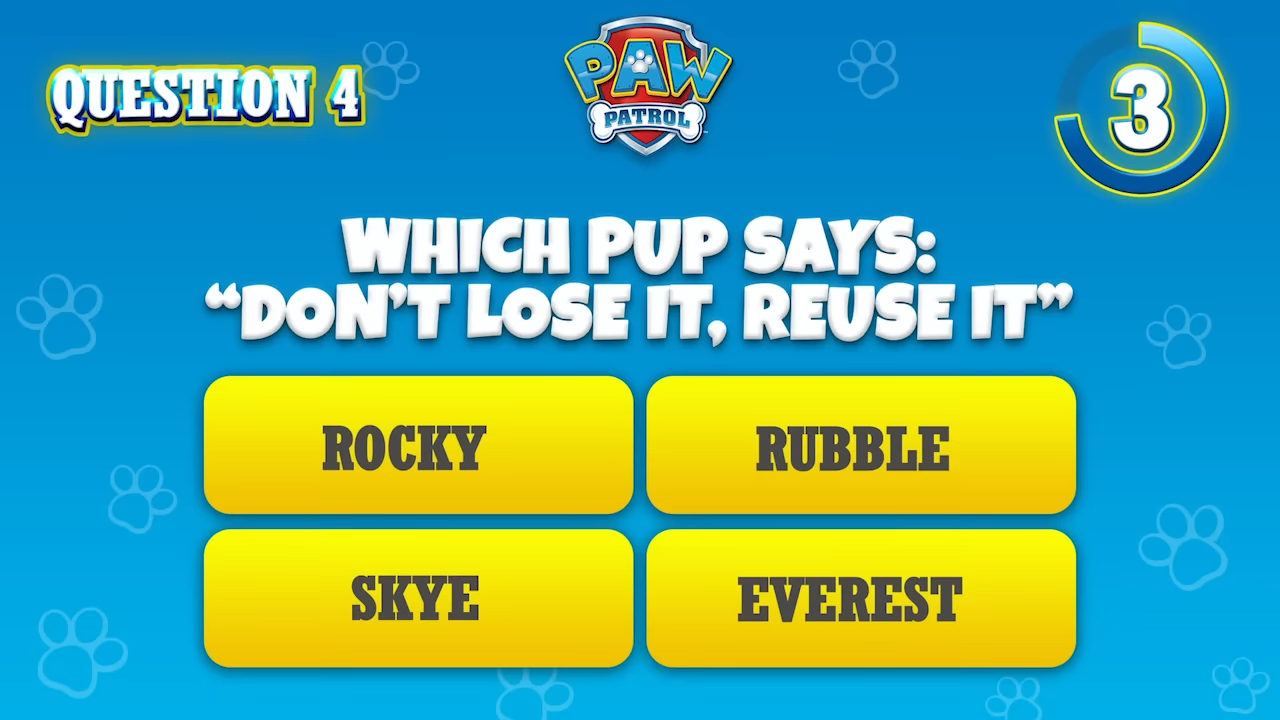 QUESTION 4
PAW
PATROL
3
WHICH PUP SAYS:
“DON’T LOSE IT, REUSE IT”
ROCKY
RUBBLE
SKYE
EVEREST